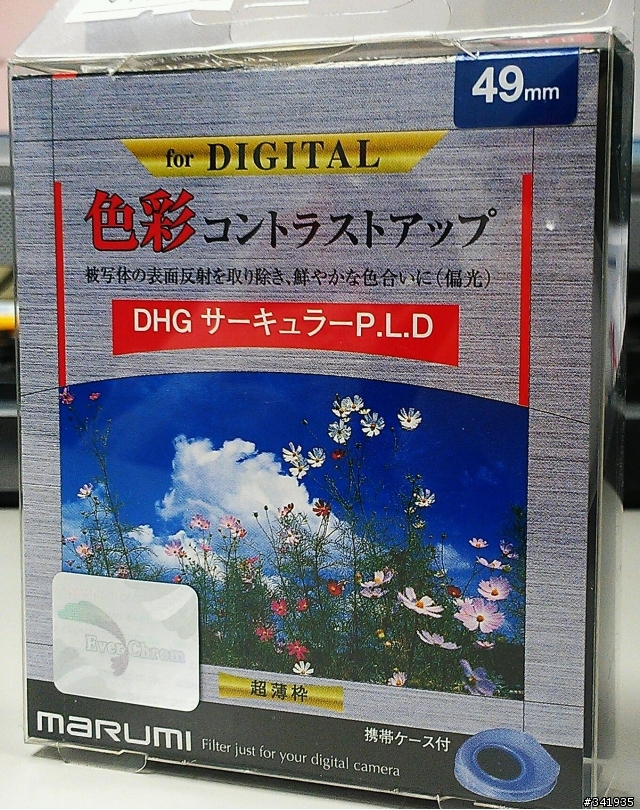 49mm
for DIGITAL
色彩コントラストアップ
被写体の表面反射を取り除き、鮮やかな色合いに(偏光)
DHG サーキュラーP.L.D
Ever Chrom
超薄枠
marumi Filter just for your digital camera
携帯ケース付
#341935